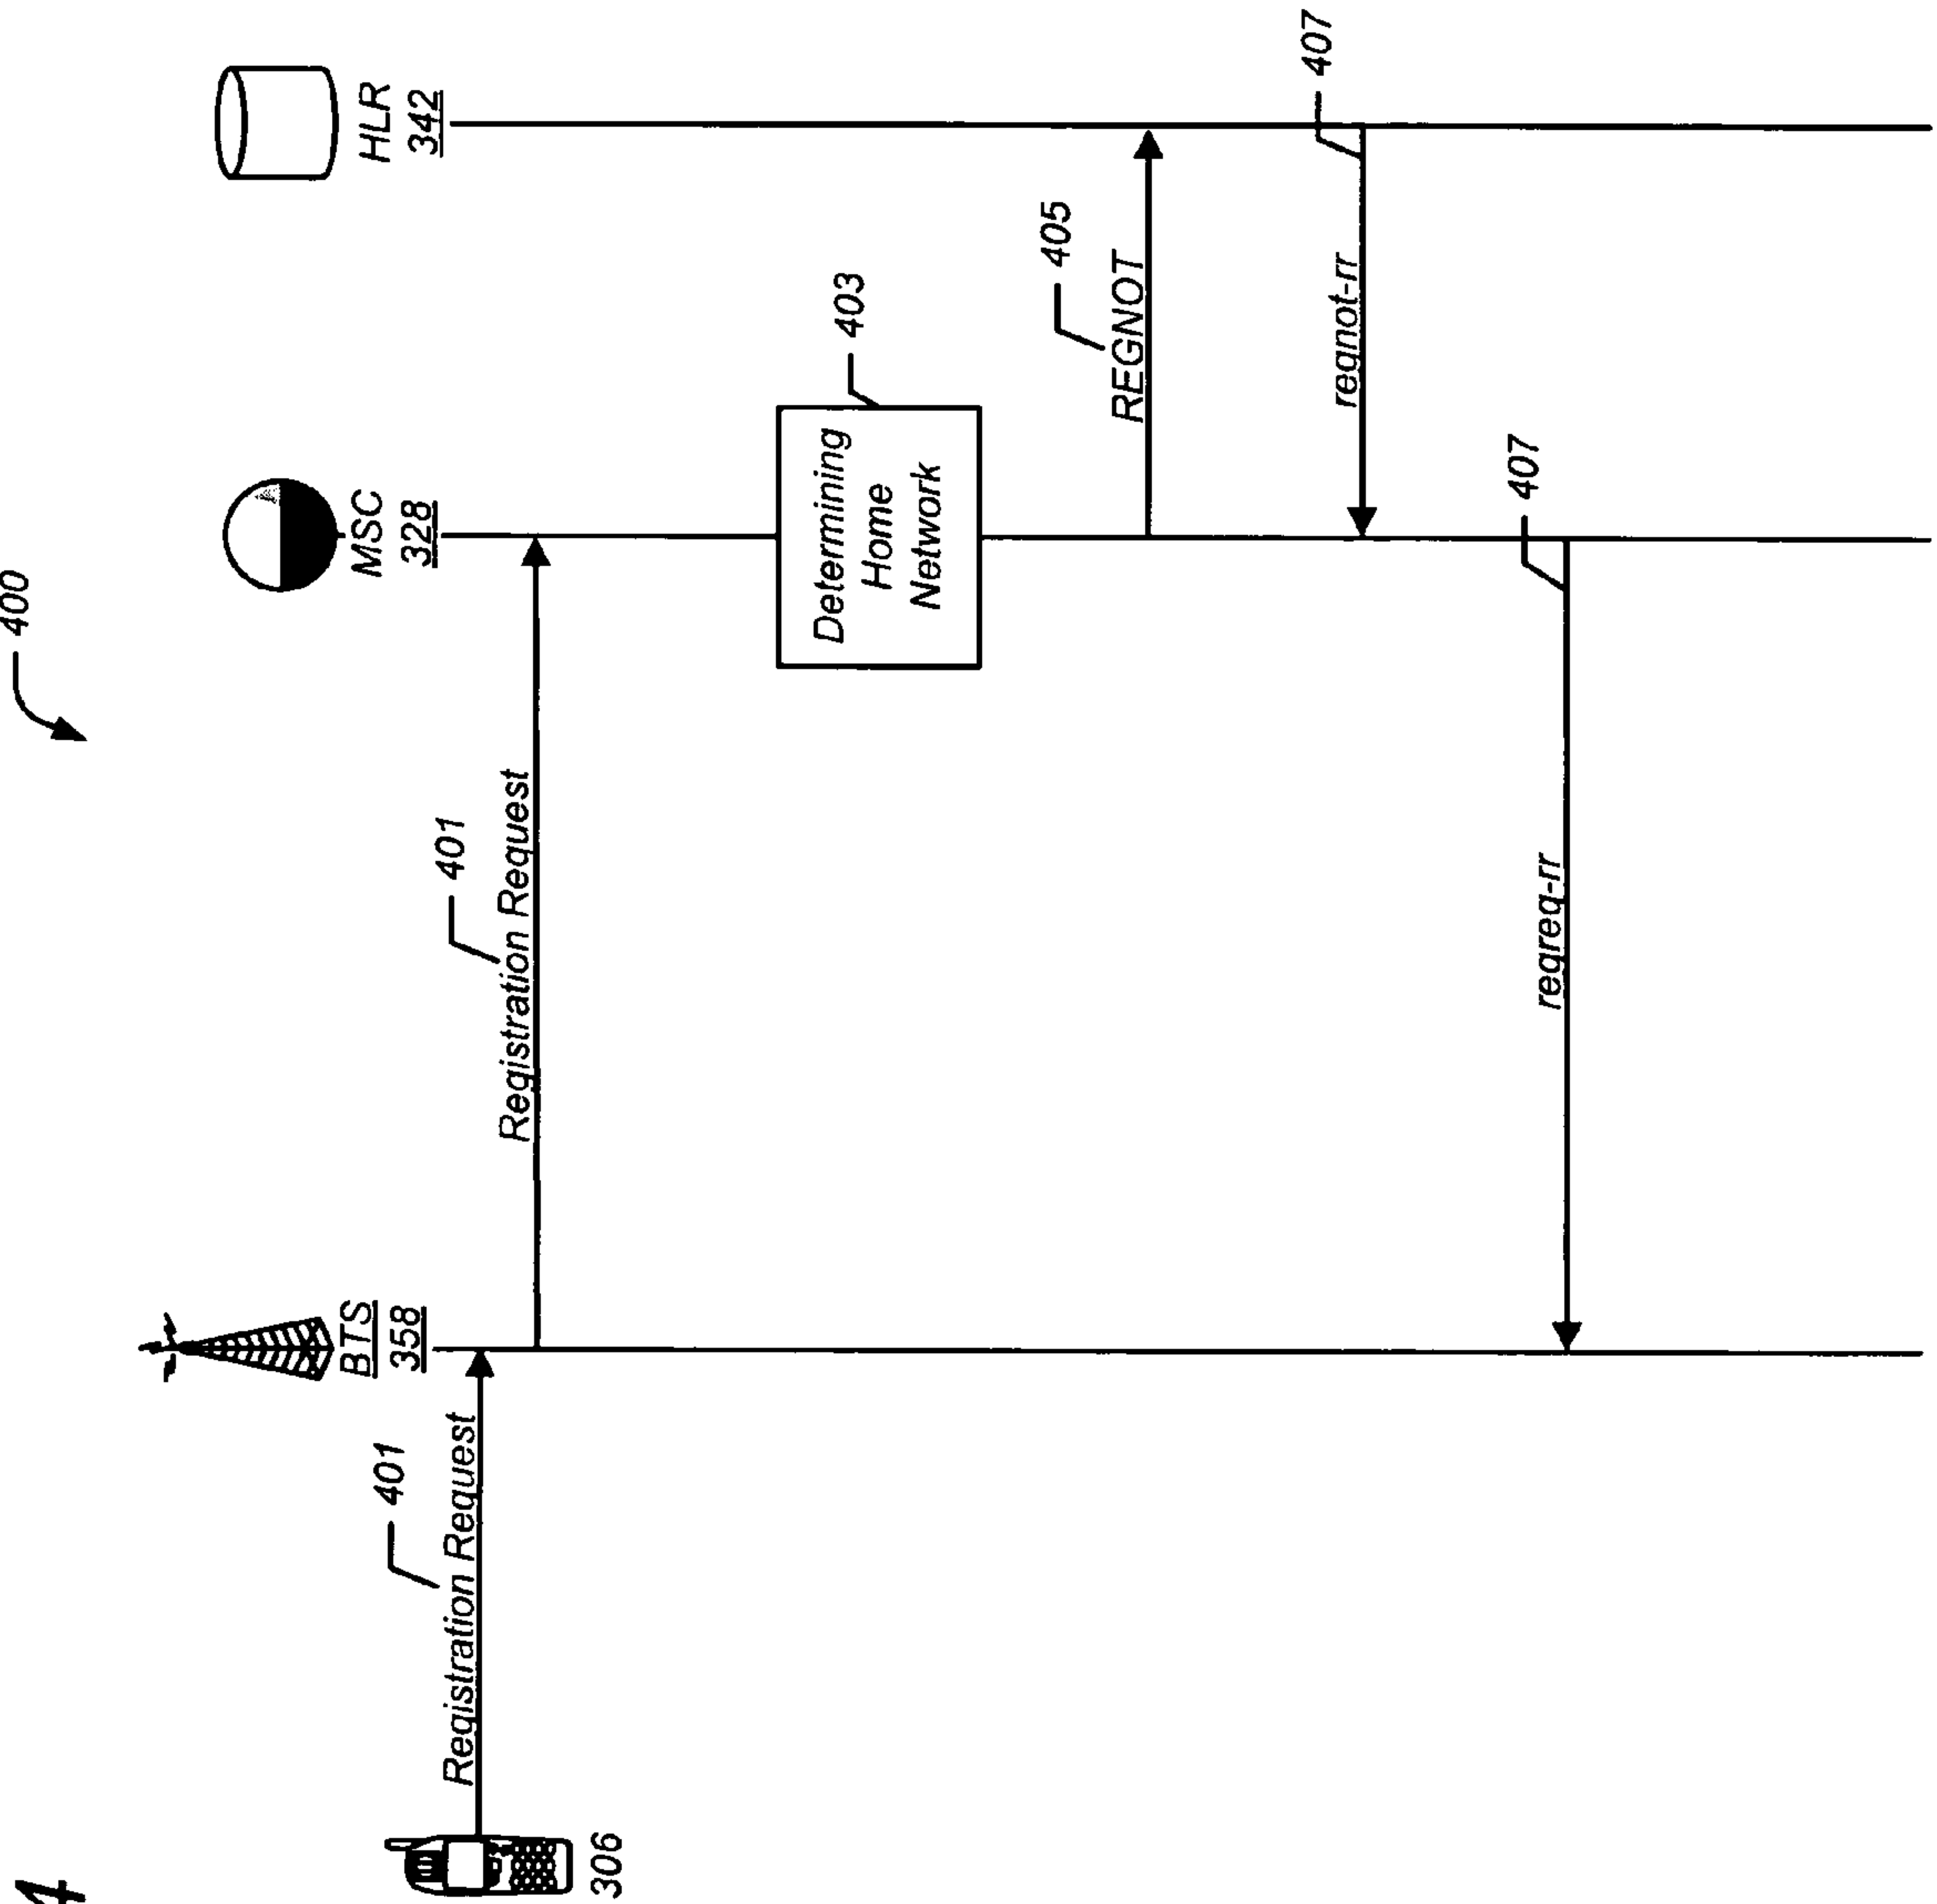 4
400
BTS
358
MSC
328
HLR
342
306
401
Registration Request
401
Registration Request
Determining
Home
Network
403
405
REGNOT
407
regnot-rr
407
regreq-rr